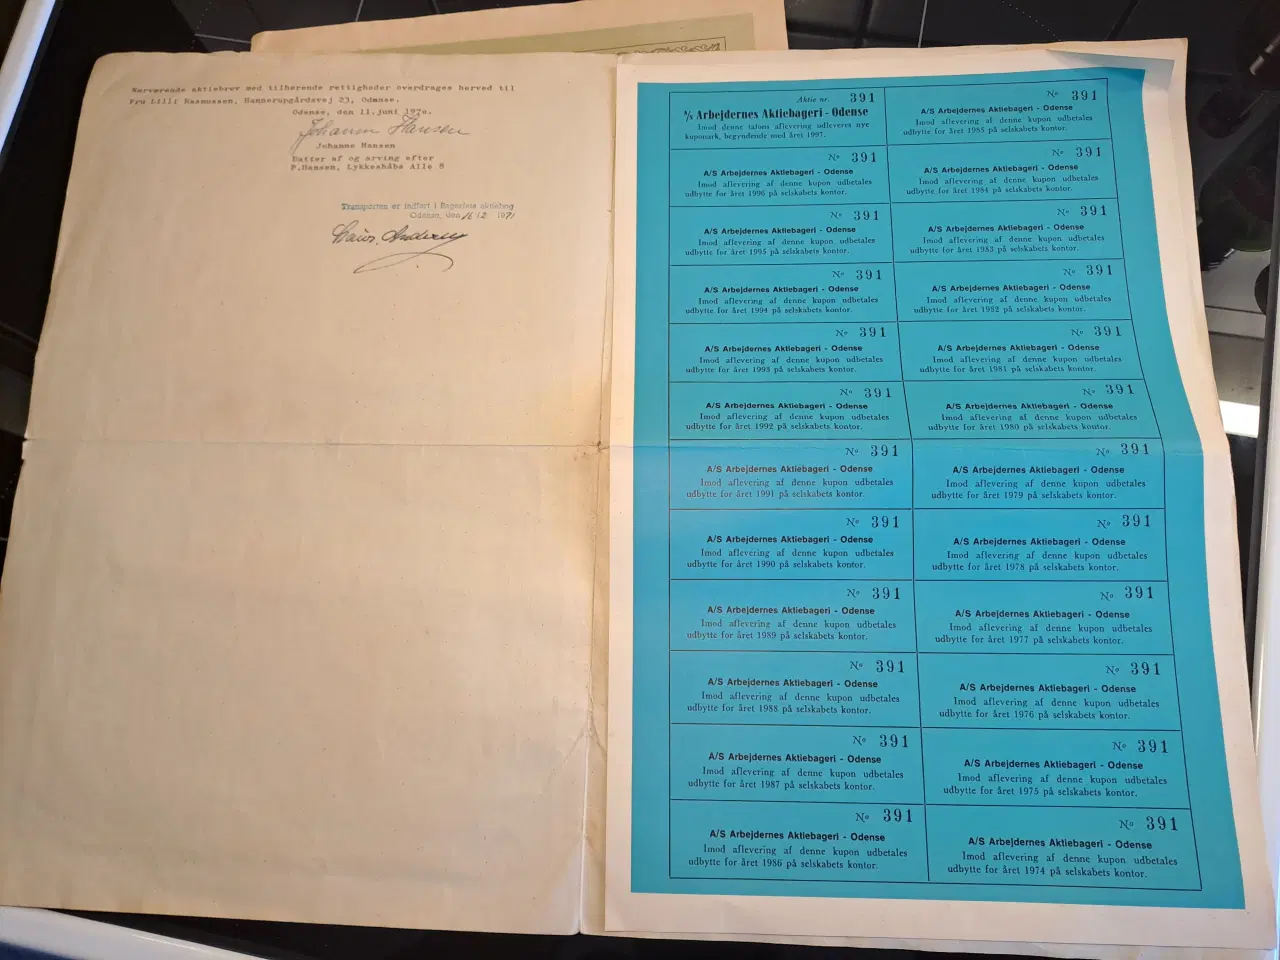 Nærværende aktiebrev med tilhørende rettigheder overdrages herved til
Fru Lilli Rasmussen, Hannerupgårdsvej 23, Odense.
Odense, den 11.juni 1970.
Johanne Hansen
Johanne Hansen
Datter af og arving efter
P.Hansen, Lykkeshåbs Alle 8
Transporten er indført i Bageriets aktiebog
Odense, den 16/12 1971
Aktie nr. 391
A/S Arbejdernes Aktiebageri - Odense
Imod denne talons aflevering udleveres nye
kuponark, begyndende med året 1997.
No 391
A/S Arbejdernes Aktiebageri - Odense
Imod aflevering af denne kupon udbetales
udbytte for året 1996 på selskabets kontor.
No 391
A/S Arbejdernes Aktiebageri - Odense
Imod aflevering af denne kupon udbetales
udbytte for året 1995 på selskabets kontor.
No 391
A/S Arbejdernes Aktiebageri - Odense
Imod aflevering af denne kupon udbetales
udbytte for året 1994 på selskabets kontor.
No 391
A/S Arbejdernes Aktiebageri - Odense
Imod aflevering af denne kupon udbetales
udbytte for året 1993 på selskabets kontor.
No 391
A/S Arbejdernes Aktiebageri - Odense
Imod aflevering af denne kupon udbetales
udbytte for året 1992 på selskabets kontor.
No 391
A/S Arbejdernes Aktiebageri - Odense
Imod aflevering af denne kupon udbetales
udbytte for året 1991 på selskabets kontor.
No 391
A/S Arbejdernes Aktiebageri - Odense
Imod aflevering af denne kupon udbetales
udbytte for året 1990 på selskabets kontor.
No 391
A/S Arbejdernes Aktiebageri - Odense
Imod aflevering af denne kupon udbetales
udbytte for året 1989 på selskabets kontor.
No 391
A/S Arbejdernes Aktiebageri - Odense
Imod aflevering af denne kupon udbetales
udbytte for året 1988 på selskabets kontor.
No 391
A/S Arbejdernes Aktiebageri - Odense
Imod aflevering af denne kupon udbetales
udbytte for året 1987 på selskabets kontor.
No 391
A/S Arbejdernes Aktiebageri - Odense
Imod aflevering af denne kupon udbetales
udbytte for året 1986 på selskabets kontor.
No 391
A/S Arbejdernes Aktiebageri - Odense
Imod aflevering af denne kupon udbetales
udbytte for året 1985 på selskabets kontor.
No 391
A/S Arbejdernes Aktiebageri - Odense
Imod aflevering af denne kupon udbetales
udbytte for året 1984 på selskabets kontor.
No 391
A/S Arbejdernes Aktiebageri - Odense
Imod aflevering af denne kupon udbetales
udbytte for året 1983 på selskabets kontor.
No 391
A/S Arbejdernes Aktiebageri - Odense
Imod aflevering af denne kupon udbetales
udbytte for året 1982 på selskabets kontor.
No 391
A/S Arbejdernes Aktiebageri - Odense
Imod aflevering af denne kupon udbetales
udbytte for året 1981 på selskabets kontor.
No 391
A/S Arbejdernes Aktiebageri - Odense
Imod aflevering af denne kupon udbetales
udbytte for året 1980 på selskabets kontor.
No 391
A/S Arbejdernes Aktiebageri - Odense
Imod aflevering af denne kupon udbetales
udbytte for året 1979 på selskabets kontor.
No 391
A/S Arbejdernes Aktiebageri - Odense
Imod aflevering af denne kupon udbetales
udbytte for året 1978 på selskabets kontor.
No 391
A/S Arbejdernes Aktiebageri - Odense
Imod aflevering af denne kupon udbetales
udbytte for året 1977 på selskabets kontor.
No 391
A/S Arbejdernes Aktiebageri - Odense
Imod aflevering af denne kupon udbetales
udbytte for året 1976 på selskabets kontor.
No 391
A/S Arbejdernes Aktiebageri - Odense
Imod aflevering af denne kupon udbetales
udbytte for året 1975 på selskabets kontor.
No 391
A/S Arbejdernes Aktiebageri - Odense
Imod aflevering af denne kupon udbetales
udbytte for året 1974 på selskabets kontor.